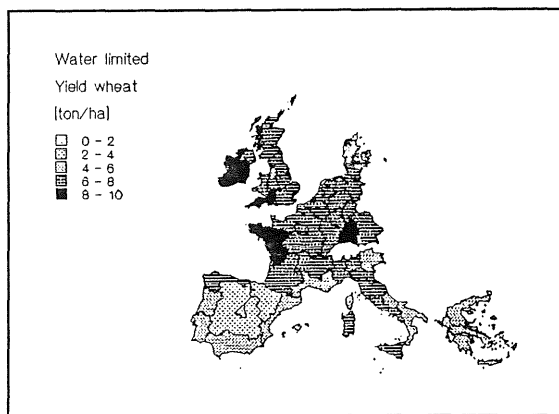 Water limited
Yield wheat
[ton/ha]
0 - 2
2 - 4
4 - 6
6 - 8
8 - 10